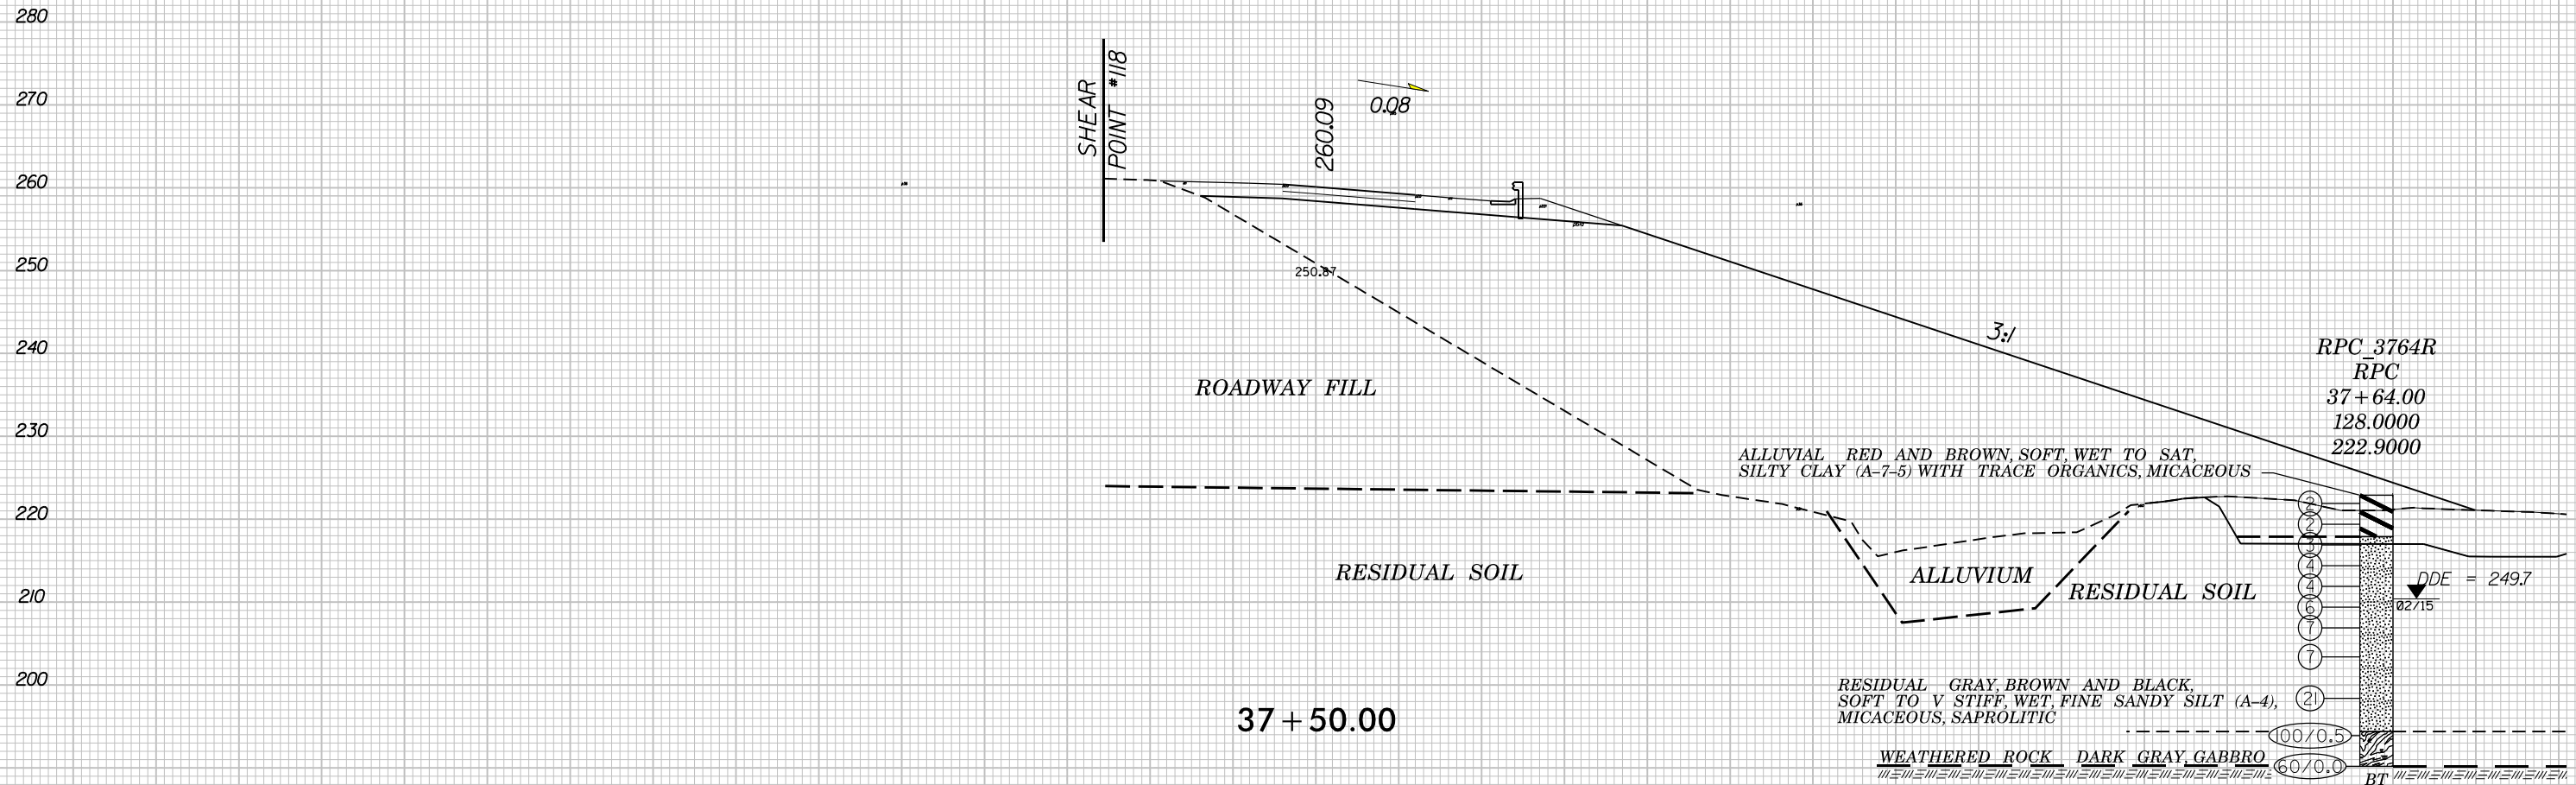 280
270
260
250
240
230
220
210
200
SHEAR
POINT #118
260.09
0.08
250.87
3:1
ROADWAY FILL
RESIDUAL SOIL
37+50.00
RPC_3764R
RPC
37+64.00
128.0000
222.9000
ALLUVIAL RED AND BROWN, SOFT, WET TO SAT,
SILTY CLAY (A-7-5) WITH TRACE ORGANICS, MICACEOUS
ALLUVIUM
RESIDUAL SOIL
2
2
3
4
4
6
7
7
21
100/0.5
60/0.0
DDE = 249.7
02/15
RESIDUAL GRAY, BROWN AND BLACK,
SOFT TO V STIFF, WET, FINE SANDY SILT (A-4),
MICACEOUS, SAPROLITIC
WEATHERED ROCK DARK GRAY, GABBRO
BT